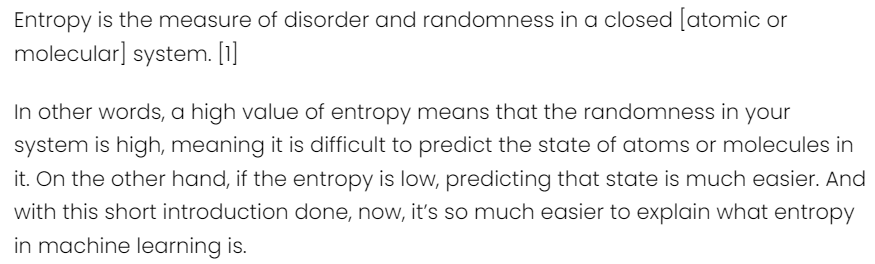 Entropy is the measure of disorder and randomness in a closed [atomic or
molecular] system. [1]
In other words, a high value of entropy means that the randomness in your
system is high, meaning it is difficult to predict the state of atoms or molecules in
it. On the other hand, if the entropy is low, predicting that state is much easier. And
with this short introduction done, now, it's so much easier to explain what entropy
in machine learning is.